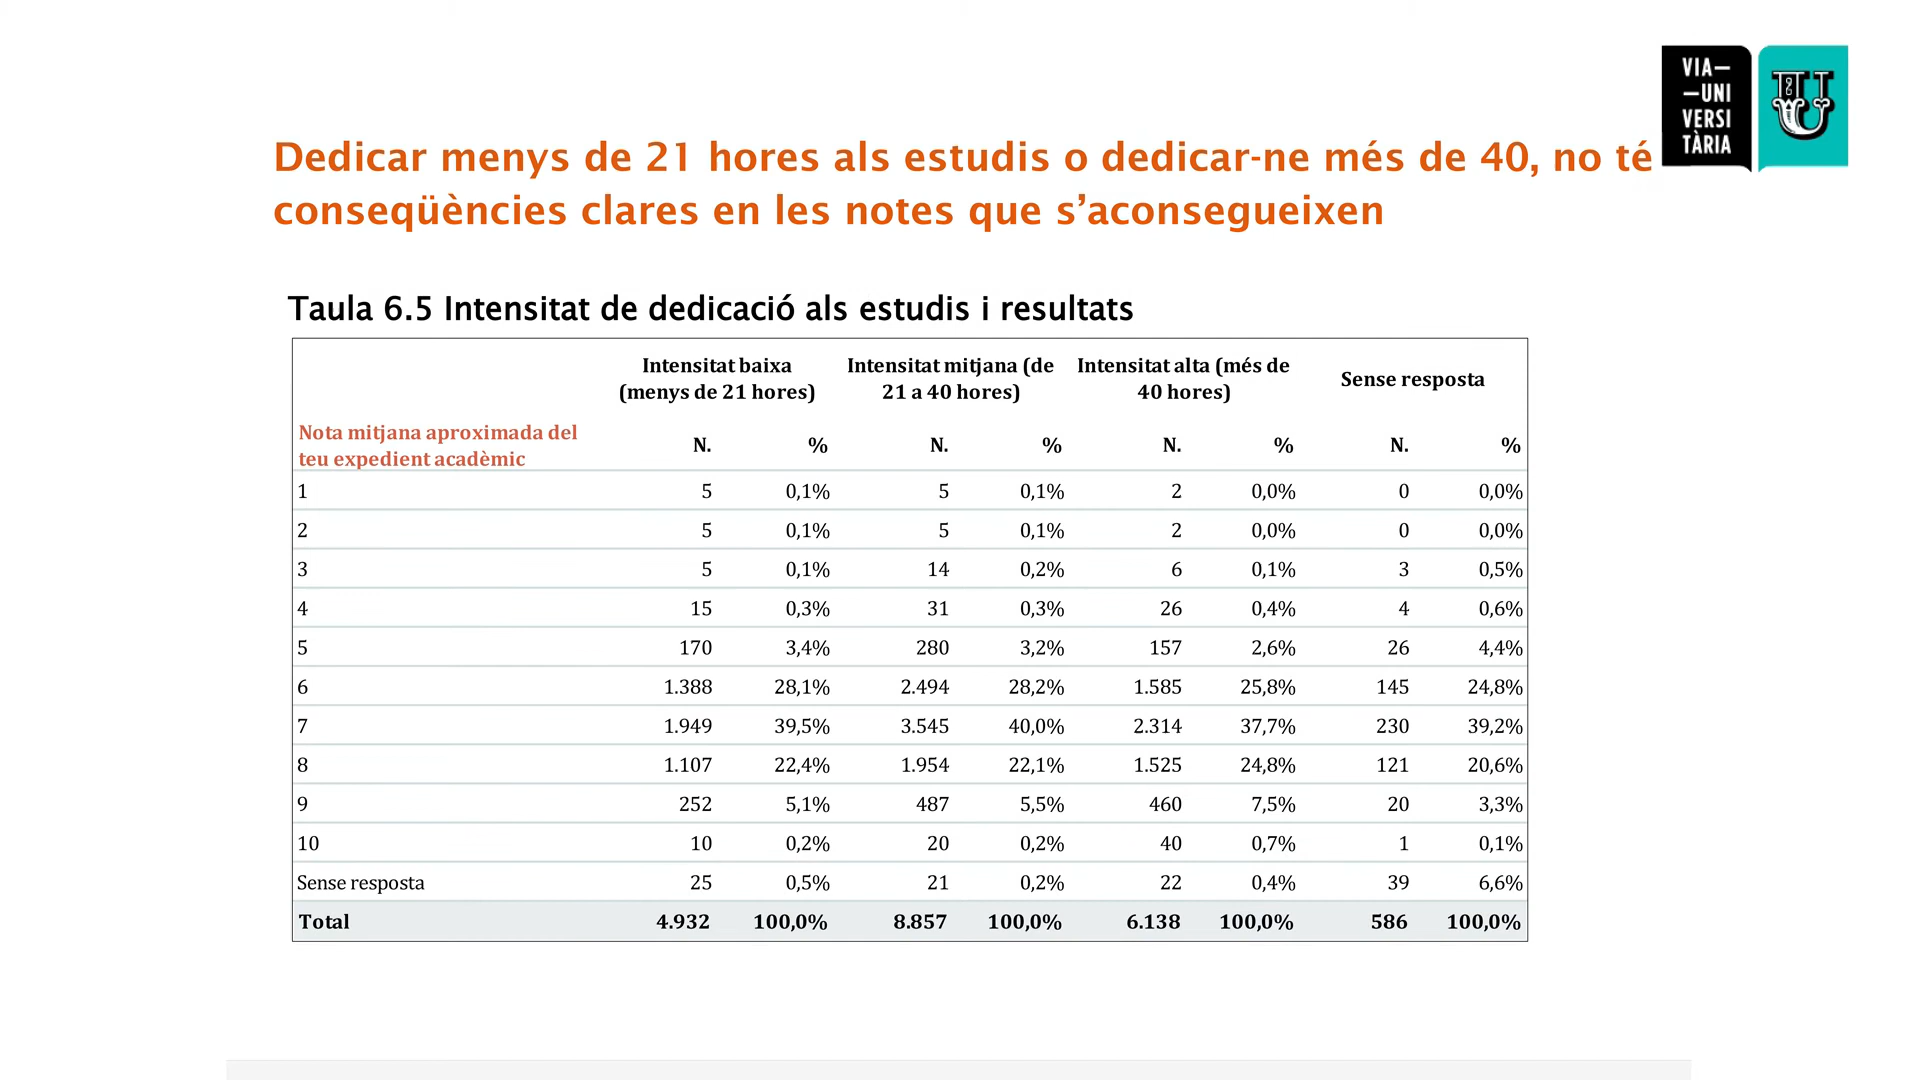 VIA—
—UNI
VERSI
TÀRIA
U
Dedicar menys de 21 hores als estudis o dedicar-ne més de 40, no té
conseqüències clares en les notes que s’aconsegueixen
Taula 6.5 Intensitat de dedicació als estudis i resultats
Intensitat baixa (menys de 21 hores) Intensitat mitjana (de 21 a 40 hores) Intensitat alta (més de 40 hores) Sense resposta
Nota mitjana aproximada del teu expedient acadèmic N. % N. % N. % N. %
1 5 0,1% 5 0,1% 2 0,0% 0 0,0%
2 5 0,1% 5 0,1% 2 0,0% 0 0,0%
3 5 0,1% 14 0,2% 6 0,1% 3 0,5%
4 15 0,3% 31 0,3% 26 0,4% 4 0,6%
5 170 3,4% 280 3,2% 157 2,6% 26 4,4%
6 1.388 28,1% 2.494 28,2% 1.585 25,8% 145 24,8%
7 1.949 39,5% 3.545 40,0% 2.314 37,7% 230 39,2%
8 1.107 22,4% 1.954 22,1% 1.525 24,8% 121 20,6%
9 252 5,1% 487 5,5% 460 7,5% 20 3,3%
10 10 0,2% 20 0,2% 40 0,7% 1 0,1%
Sense resposta 25 0,5% 21 0,2% 22 0,4% 39 6,6%
Total 4.932 100,0% 8.857 100,0% 6.138 100,0% 586 100,0%